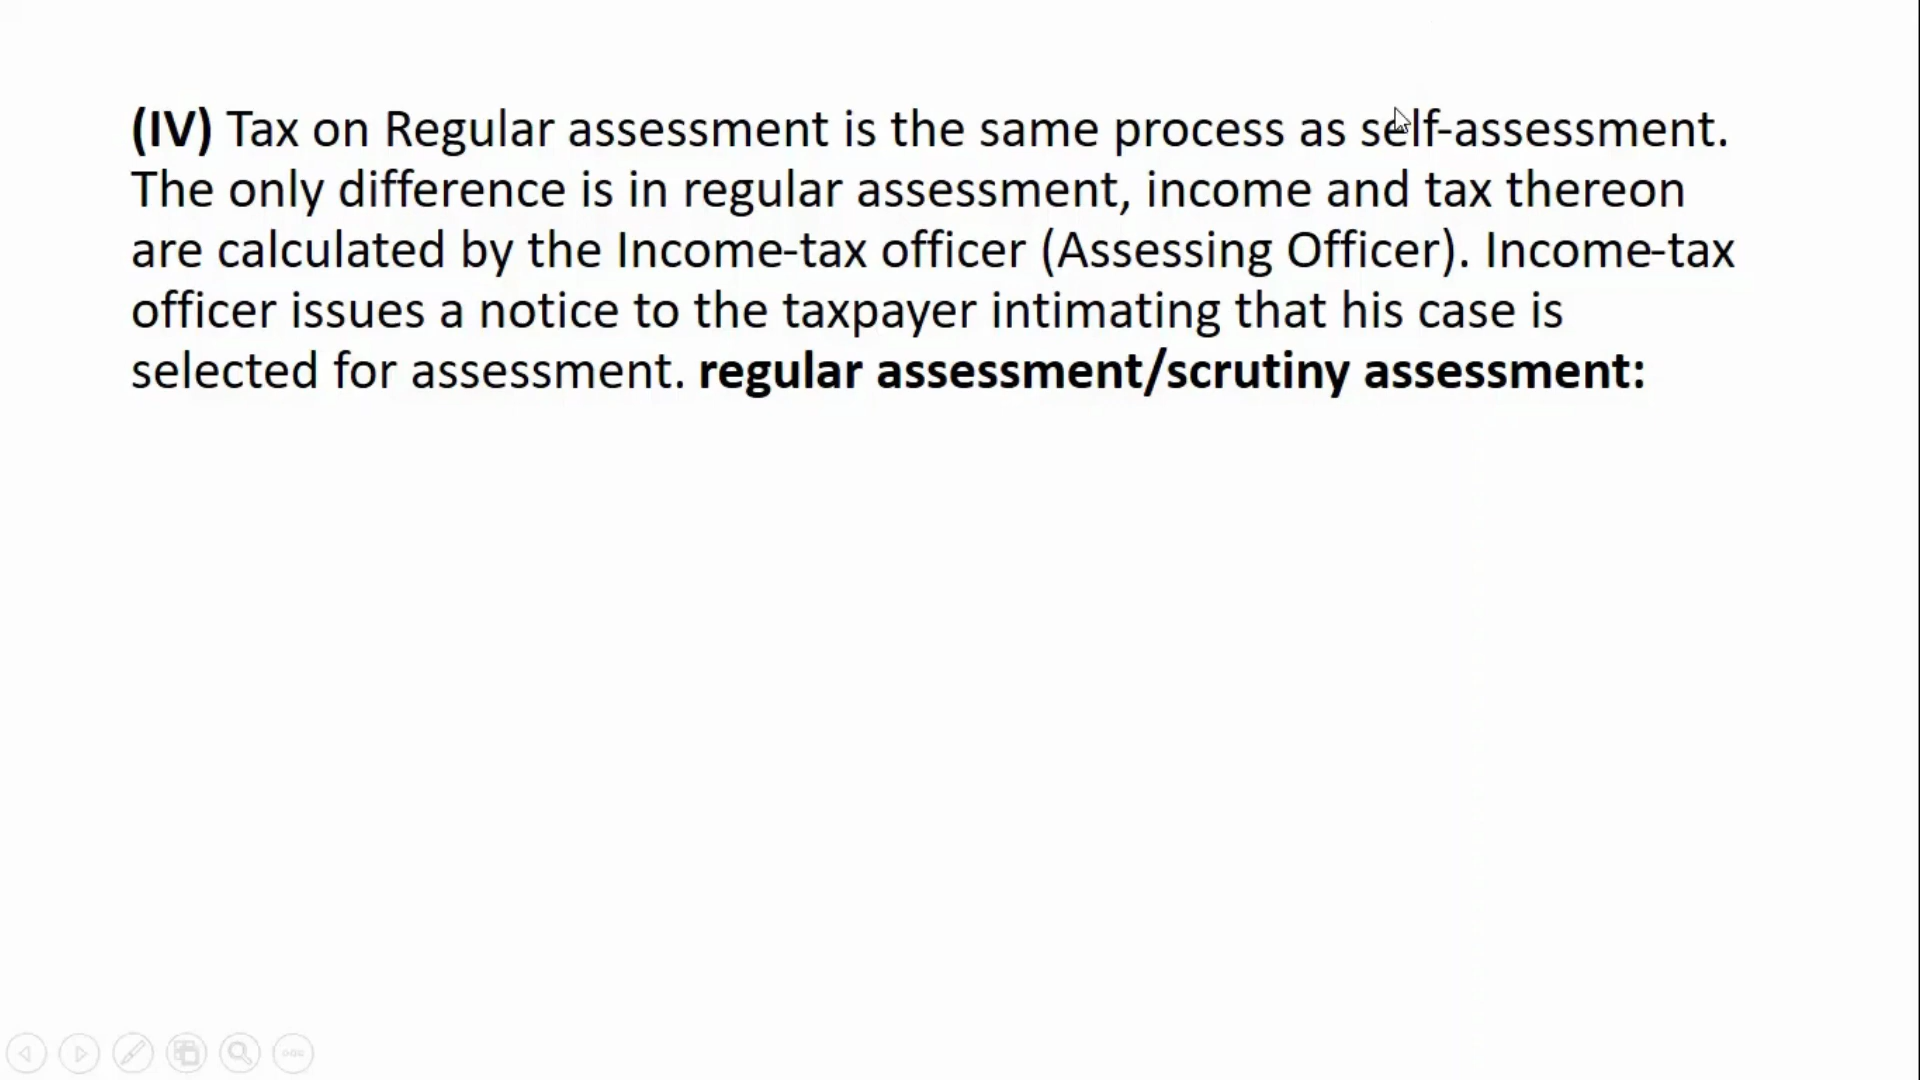 (IV) Tax on Regular assessment is the same process as self-assessment.
The only difference is in regular assessment, income and tax thereon
are calculated by the Income-tax officer (Assessing Officer). Income-tax
officer issues a notice to the taxpayer intimating that his case is
selected for assessment. regular assessment/scrutiny assessment: